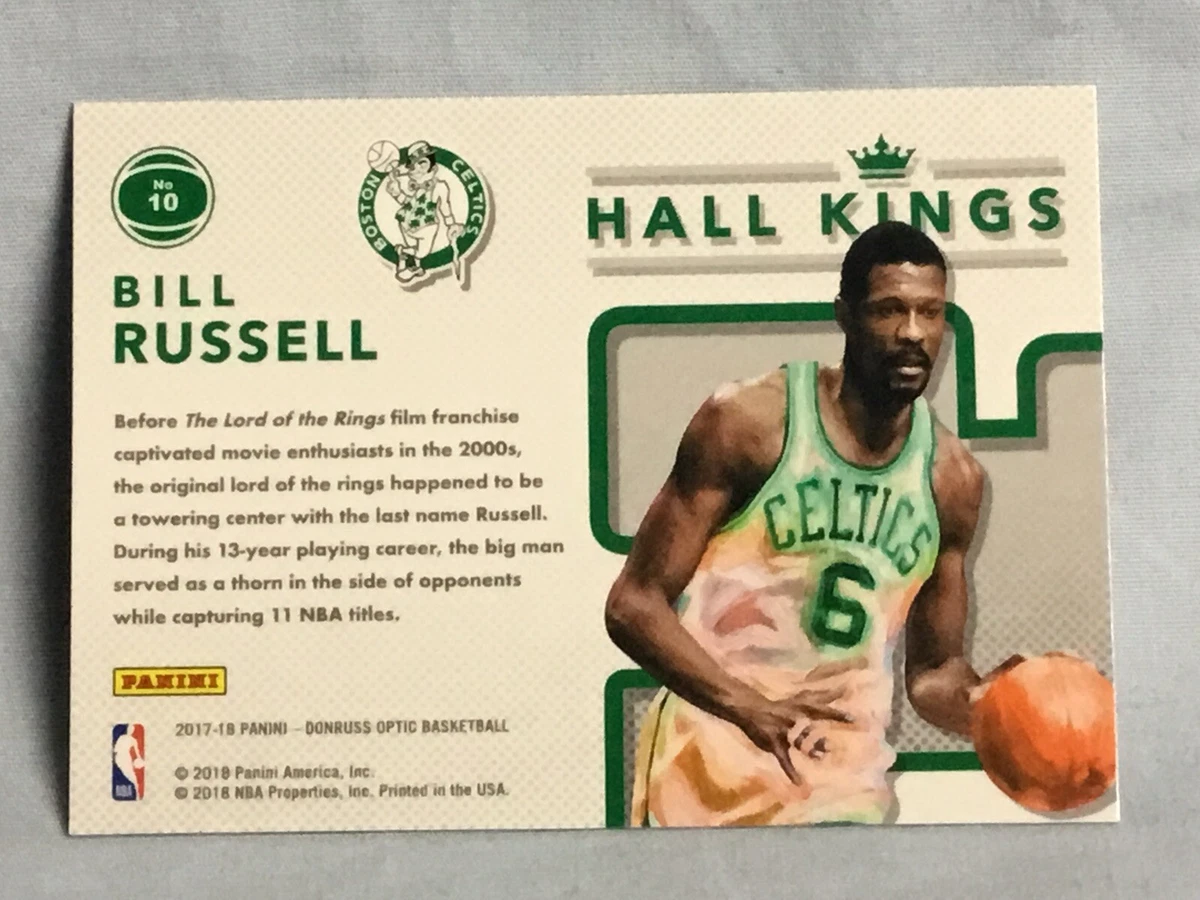 No
10
BOSTON CELTICS
HALL KINGS
BILL
RUSSELL
Before The Lord of the Rings film franchise
captivated movie enthusiasts in the 2000s,
the original lord of the rings happened to be
a towering center with the last name Russell.
During his 13-year playing career, the big man
served as a thorn in the side of opponents
while capturing 11 NBA titles.
CELTICS
6
PANINI
NBA
2017-18 PANINI – DONRUSS OPTIC BASKETBALL
© 2018 Panini America, Inc.
© 2018 NBA Properties, Inc. Printed in the USA.